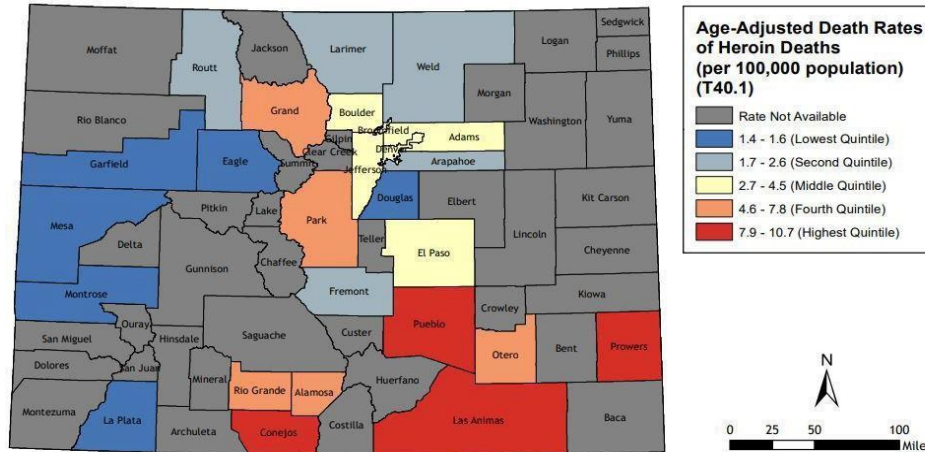 Age-Adjusted Death Rates
of Heroin Deaths
(per 100,000 population)
(T40.1)
Rate Not Available
1.4 - 1.6 (Lowest Quintile)
1.7 - 2.6 (Second Quintile)
2.7 - 4.5 (Middle Quintile)
4.6 - 7.8 (Fourth Quintile)
7.9 - 10.7 (Highest Quintile)
Moffat
Routt
Jackson
Larimer
Weld
Logan
Sedgwick
Phillips
Morgan
Washington
Yuma
Rio Blanco
Grand
Boulder
Broomfield
Gilpin
Adams
Denver
Clear Creek
Garfield
Eagle
Summit
Jefferson
Arapahoe
Douglas
Elbert
Kit Carson
Mesa
Pitkin
Lake
Park
Lincoln
Delta
Teller
Cheyenne
Gunnison
Chaffee
El Paso
Montrose
Fremont
Kiowa
Crowley
Ouray
Pueblo
San Miguel
Hinsdale
Saguache
Custer
Otero
Bent
Prowers
Dolores
San Juan
Mineral
Rio Grande
Alamosa
Huerfano
Montezuma
La Plata
Archuleta
Conejos
Costilla
Las Animas
Baca
N
0 25 50 100
Mile